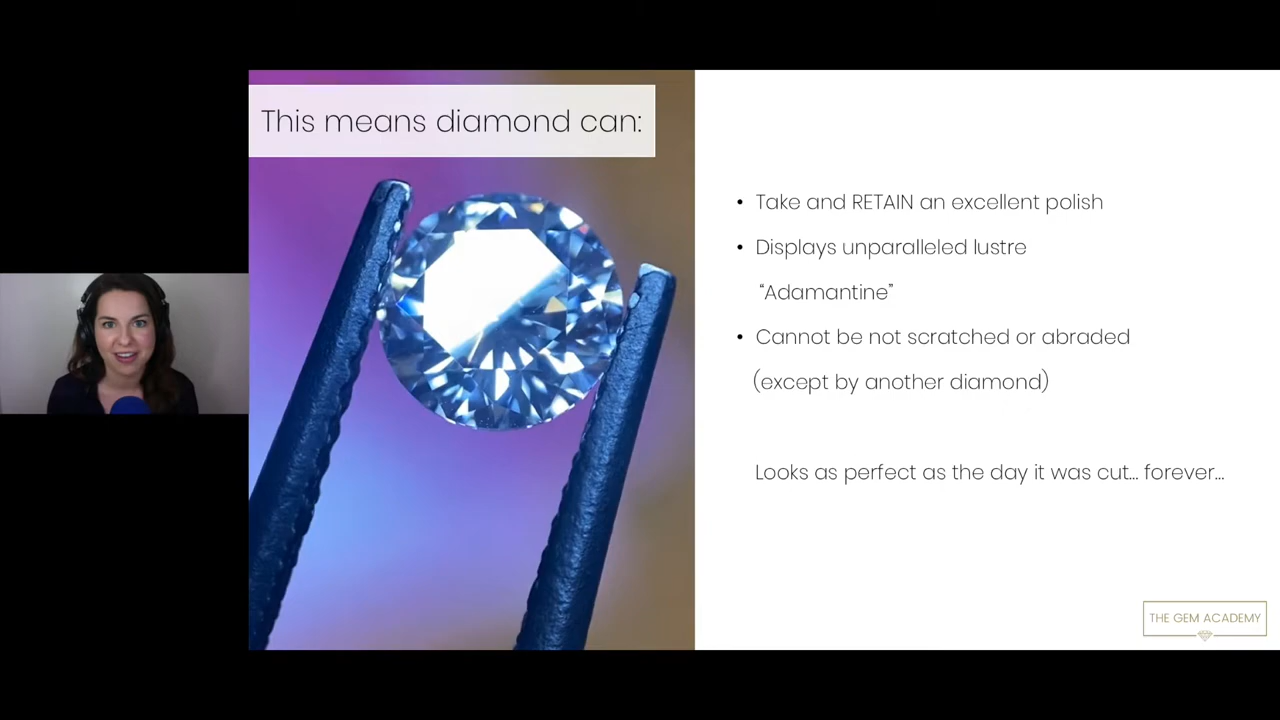 This means diamond can:
• Take and RETAIN an excellent polish
• Displays unparalleled lustre
“Adamantine”
• Cannot be not scratched or abraded
(except by another diamond)
Looks as perfect as the day it was cut... forever...
THE GEM ACADEMY